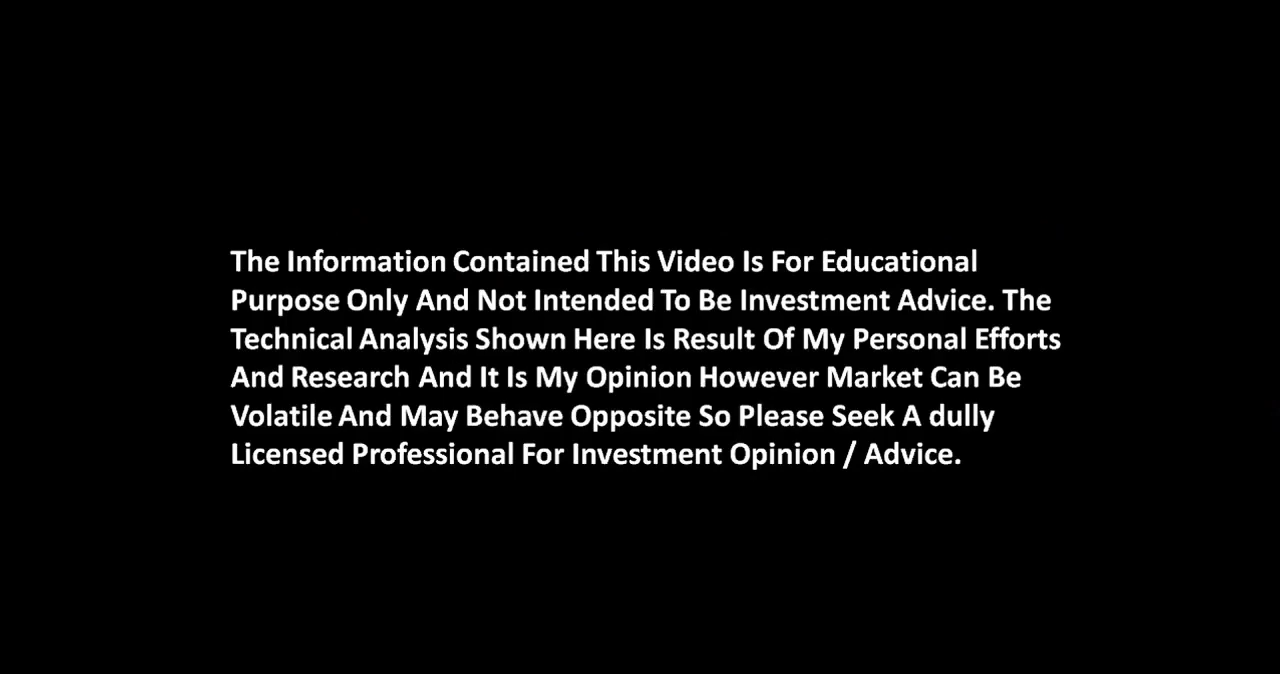 The Information Contained This Video Is For Educational
Purpose Only And Not Intended To Be Investment Advice. The
Technical Analysis Shown Here Is Result Of My Personal Efforts
And Research And It Is My Opinion However Market Can Be
Volatile And May Behave Opposite So Please Seek A dully
Licensed Professional For Investment Opinion / Advice.